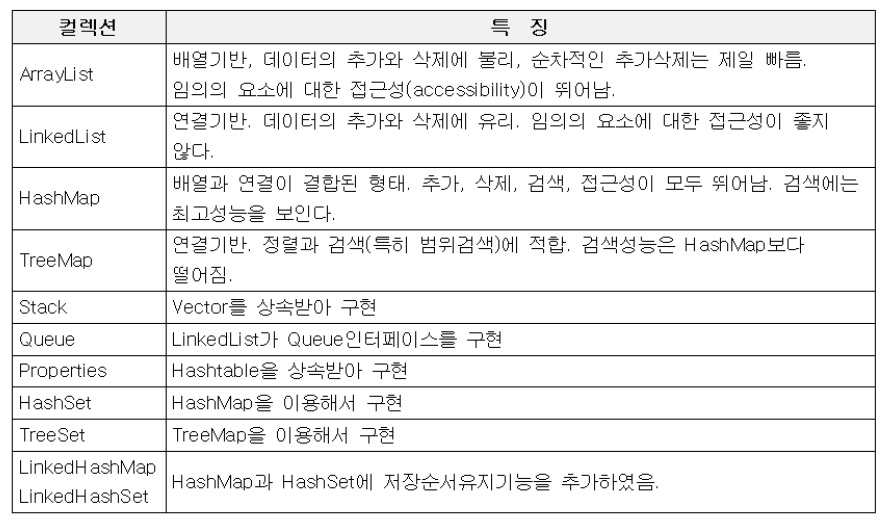 컬렉션 특 징
ArrayList
배열기반, 데이터의 추가와 삭제에 불리, 순차적인 추가삭제는 제일 빠름.
임의의 요소에 대한 접근성(accessibility)이 뛰어남.
LinkedList
연결기반. 데이터의 추가와 삭제에 유리. 임의의 요소에 대한 접근성이 좋지
않다.
HashMap
배열과 연결이 결합된 형태. 추가, 삭제, 검색, 접근성이 모두 뛰어남. 검색에는
최고성능을 보인다.
TreeMap
연결기반. 정렬과 검색(특히 범위검색)에 적합. 검색성능은 HashMap보다
떨어짐.
Stack Vector를 상속받아 구현
Queue LinkedList가 Queue인터페이스를 구현
Properties Hashtable을 상속받아 구현
HashSet HashMap을 이용해서 구현
TreeSet TreeMap을 이용해서 구현
LinkedHashMap
LinkedHashSet
HashMap과 HashSet에 저장순서유지기능을 추가하였음.